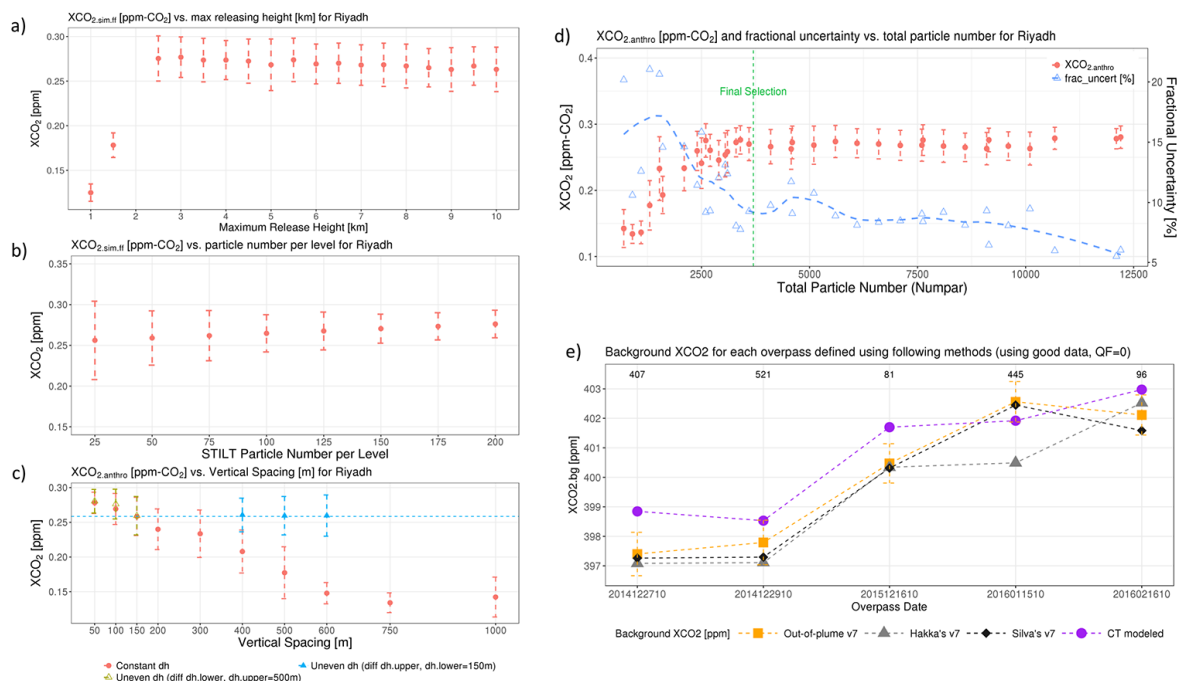 a)
XCO2.sim.ff [ppm-CO2] vs. max releasing height [km] for Riyadh
XCO2 [ppm]
0.30
0.25
0.20
0.15
0.10
1 2 3 4 5 6 7 8 9 10
Maximum Release Height [km]
b)
XCO2.sim.ff [ppm-CO2] vs. particle number per level for Riyadh
XCO2 [ppm]
0.35
0.30
0.25
0.20
0.15
25 50 75 100 125 150 175 200
STILT Particle Number per Level
c)
XCO2.anthro [ppm-CO2] vs. Vertical Spacing [m] for Riyadh
XCO2 [ppm]
0.30
0.25
0.20
0.15
50 100 150 200 300 400 500 600 750 1000
Vertical Spacing [m]
Constant dh
Uneven dh (diff dh.upper, dh.lower=150m)
Uneven dh (diff dh.lower, dh.upper=500m)
d)
XCO2.anthro [ppm-CO2] and fractional uncertainty vs. total particle number for Riyadh
XCO2.anthro
frac_uncert [%]
Final Selection
XCO2 [ppm-CO2]
0.4
0.3
0.2
0.1
Fractional Uncertainty [%]
20
15
10
5
2500 5000 7500 10000 12500
Total Particle Number (Numpar)
e)
Background XCO2 for each overpass defined using following methods (using good data, QF=0)
407 521 81 445 96
XCO2.bg [ppm]
403
402
401
400
399
398
397
2014122710 2014122910 2015121610 2016011510 2016021610
Overpass Date
Background XCO2 [ppm] Out-of-plume v7 Hakka's v7 Silva's v7 CT modeled